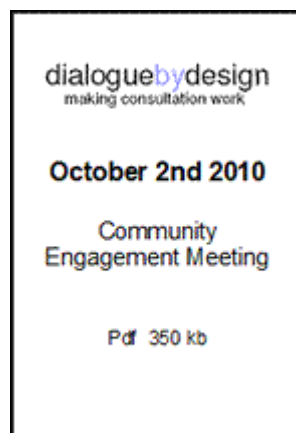 dialoguebydesign
making consultation work
October 2nd 2010
Community
Engagement Meeting
Pdf 350 kb